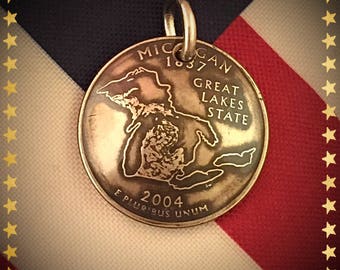 MICHIGAN
1837
GREAT
LAKES
STATE
2004
E PLURIBUS UNUM